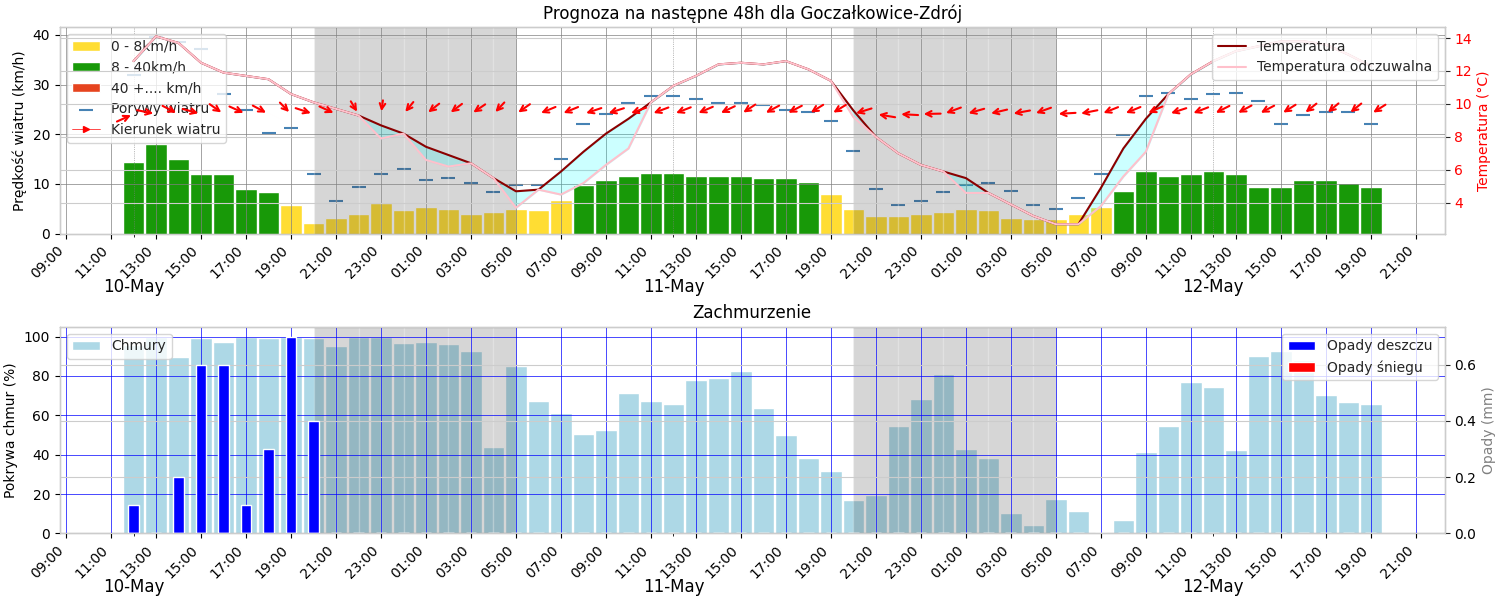 Prognoza na następne 48h dla Goczałkowice-Zdrój
Prędkość wiatru (km/h)
40
30
20
10
0
0 - 8km/h
8 - 40km/h
40 +.... km/h
Porywy wiatru
Kierunek wiatru
Temperatura
Temperatura odczuwalna
14
12
10
8
6
4
Temperatura (°C)
09:00 11:00 13:00 15:00 17:00 19:00 21:00 23:00 01:00 03:00 05:00 07:00 09:00 11:00 13:00 15:00 17:00 19:00 21:00 23:00 01:00 03:00 05:00 07:00 09:00 11:00 13:00 15:00 17:00 19:00 21:00
10-May 11-May 12-May
Zachmurzenie
Pokrywa chmur (%)
100
80
60
40
20
0
Chmury
Opady deszczu
Opady śniegu
0.6
0.4
0.2
0.0
Opady (mm)
09:00 11:00 13:00 15:00 17:00 19:00 21:00 23:00 01:00 03:00 05:00 07:00 09:00 11:00 13:00 15:00 17:00 19:00 21:00 23:00 01:00 03:00 05:00 07:00 09:00 11:00 13:00 15:00 17:00 19:00 21:00
10-May 11-May 12-May